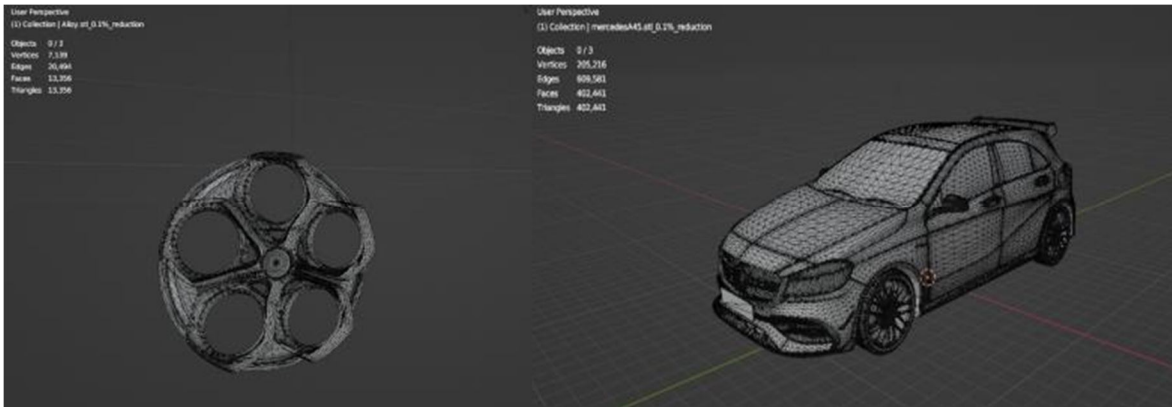 User Perspective
(1) Collection | Alloy.stl_0.1%_reduction
Objects 0/3
Vertices 7,139
Edges 20,494
Faces 13,356
Triangles 13,356
User Perspective
(1) Collection | mercedesA45.stl_0.1%_reduction
Objects 0/3
Vertices 205,216
Edges 609,581
Faces 402,441
Triangles 402,441